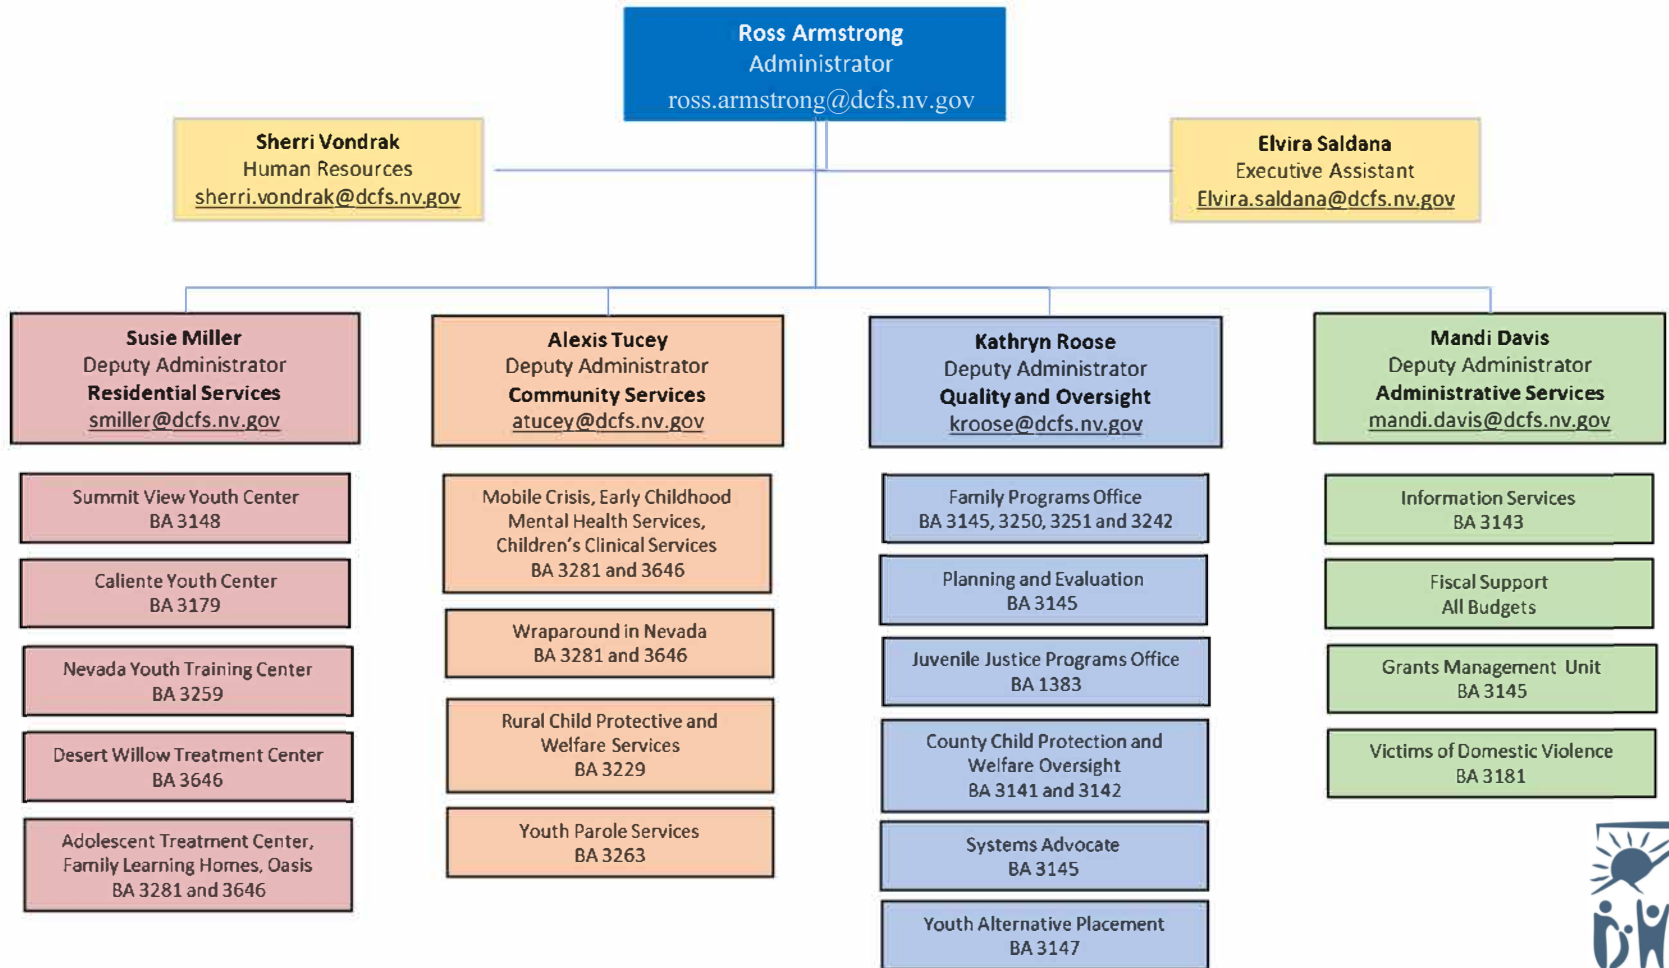 Ross Armstrong
Administrator
ross.armstrong@dcfs.nv.gov
Sherri Vondrak
Human Resources
sherri.vondrak@dcfs.nv.gov
Elvira Saldana
Executive Assistant
Elvira.saldana@dcfs.nv.gov
Susie Miller
Deputy Administrator
Residential Services
smiller@dcfs.nv.gov
Summit View Youth Center
BA 3148
Caliente Youth Center
BA 3179
Nevada Youth Training Center
BA 3259
Desert Willow Treatment Center
BA 3646
Adolescent Treatment Center,
Family Learning Homes, Oasis
BA 3281 and 3646
Alexis Tucey
Deputy Administrator
Community Services
atucey@dcfs.nv.gov
Mobile Crisis, Early Childhood
Mental Health Services,
Children’s Clinical Services
BA 3281 and 3646
Wraparound in Nevada
BA 3281 and 3646
Rural Child Protective and
Welfare Services
BA 3229
Youth Parole Services
BA 3263
Kathryn Roose
Deputy Administrator
Quality and Oversight
kroose@dcfs.nv.gov
Family Programs Office
BA 3145, 3250, 3251 and 3242
Planning and Evaluation
BA 3145
Juvenile Justice Programs Office
BA 1383
County Child Protection and
Welfare Oversight
BA 3141 and 3142
Systems Advocate
BA 3145
Youth Alternative Placement
BA 3147
Mandi Davis
Deputy Administrator
Administrative Services
mandi.davis@dcfs.nv.gov
Information Services
BA 3143
Fiscal Support
All Budgets
Grants Management Unit
BA 3145
Victims of Domestic Violence
BA 3181